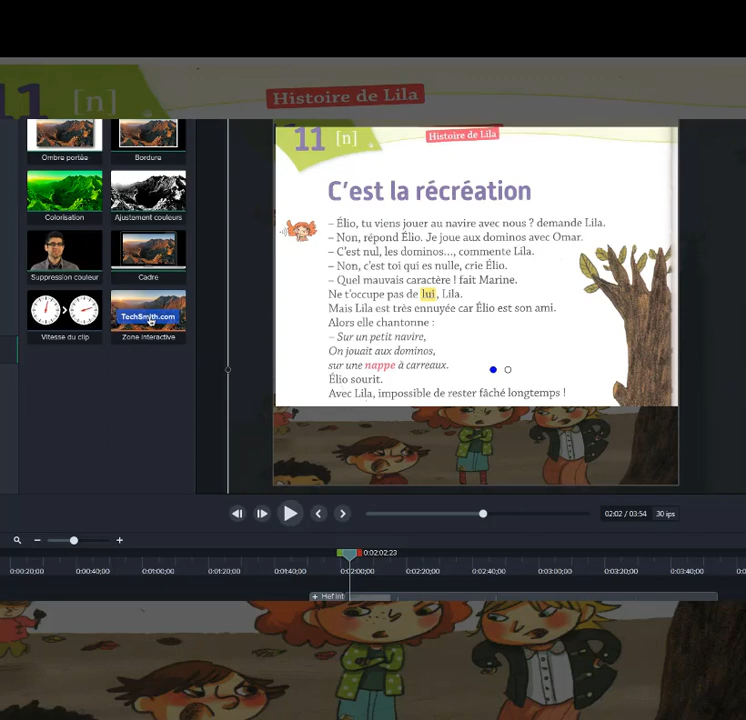 11 [n]
Histoire de Lila
Ombre portée
Bordure
Colorisation
Ajustement couleurs
Suppression couleur
Cadre
TechSmith.com
Vitesse du clip
Zone interactive
11 [n]
Histoire de Lila
C'est la récréation
– Élio, tu viens jouer au navire avec nous ? demande Lila.
– Non, répond Élio. Je joue aux dominos avec Omar.
– C'est nul, les dominos..., commente Lila.
– Non, c'est toi qui es nulle, crie Élio.
– Quel mauvais caractère ! fait Marine.
Ne t'occupe pas de lui, Lila.
Mais Lila est très ennuyée car Élio est son ami.
Alors elle chantonne :
– Sur un petit navire,
On jouait aux dominos,
sur une nappe à carreaux.
Élio sourit.
Avec Lila, impossible de rester fâché longtemps !
02:02 / 03:54 30 ips
0:02:02;23
0:00:20;00 0:00:40;00 0:01:00;00 0:01:20;00 0:01:40;00 0:02:00;00 0:02:20;00 0:02:40;00 0:03:00;00 0:03:20;00 0:03:40;00